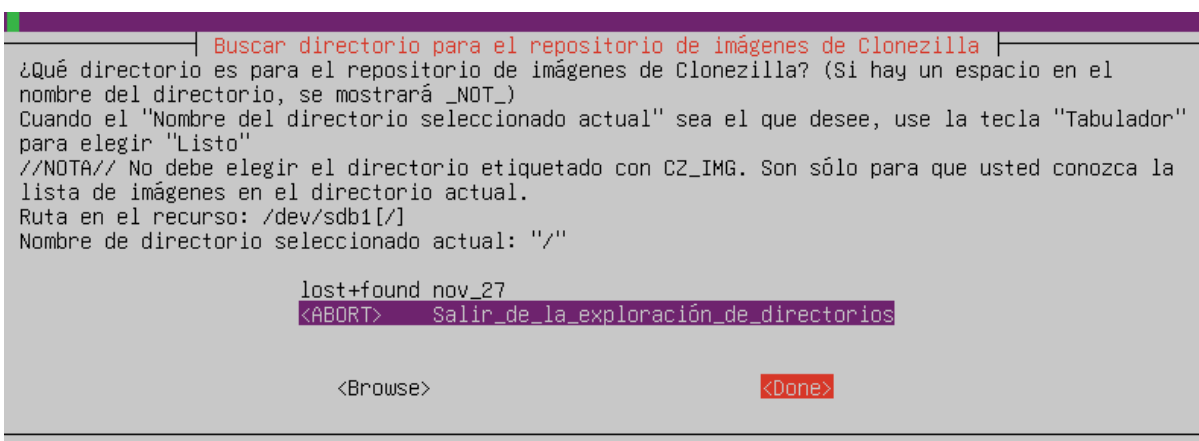 Buscar directorio para el repositorio de imágenes de Clonezilla
¿Qué directorio es para el repositorio de imágenes de Clonezilla? (Si hay un espacio en el
nombre del directorio, se mostrará _NOT_)
Cuando el "Nombre del directorio seleccionado actual" sea el que desee, use la tecla "Tabulador"
para elegir "Listo"
//NOTA// No debe elegir el directorio etiquetado con CZ_IMG. Son sólo para que usted conozca la
lista de imágenes en el directorio actual.
Ruta en el recurso: /dev/sdb1[/]
Nombre de directorio seleccionado actual: "/"
lost+found nov_27
<ABORT> Salir_de_la_exploración_de_directorios
<Browse> <Done>